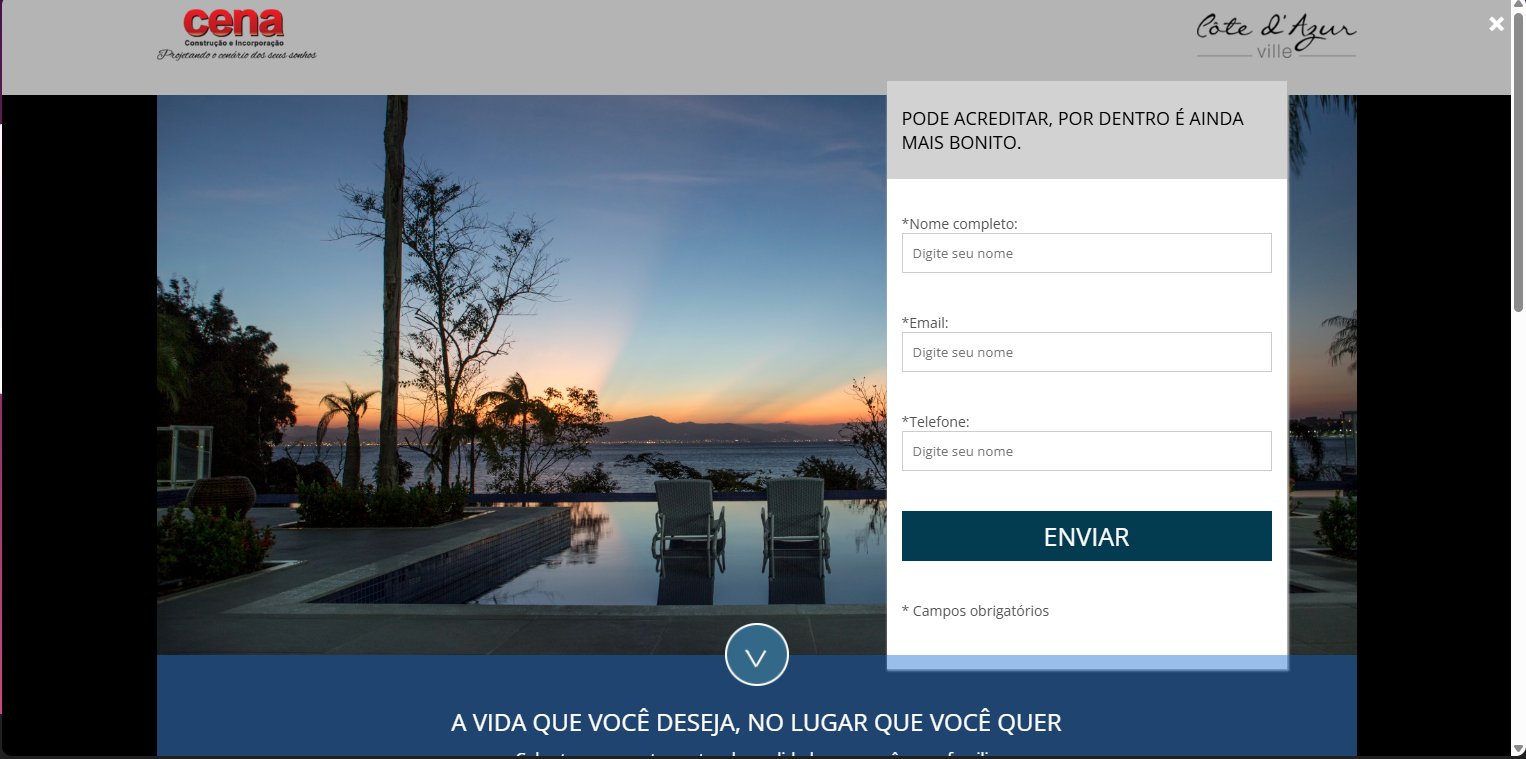 cena
Construção e Incorporação
Projetando o cenário dos seus sonhos
Côte d'Azur
ville
PODE ACREDITAR, POR DENTRO É AINDA
MAIS BONITO.
*Nome completo:
Digite seu nome
*Email:
Digite seu nome
*Telefone:
Digite seu nome
ENVIAR
* Campos obrigatórios
A VIDA QUE VOCÊ DESEJA, NO LUGAR QUE VOCÊ QUER